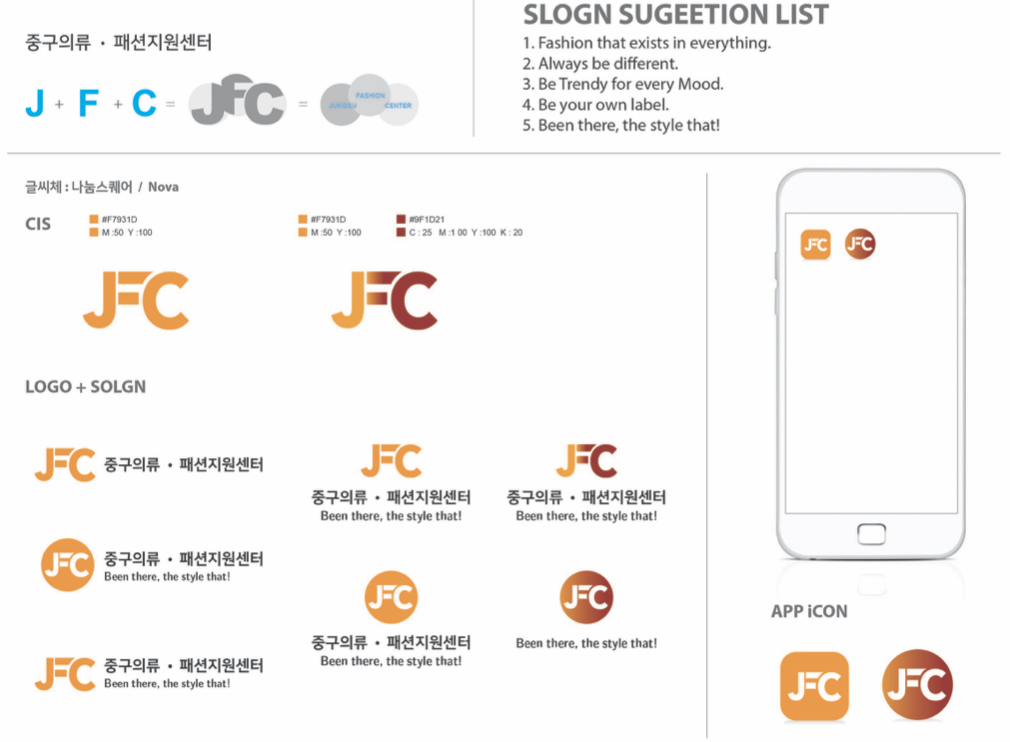 중구의류 · 패션지원센터
J + F + C = JFC = JUNGGU FASHION CENTER
SLOGN SUGEETION LIST
1. Fashion that exists in everything.
2. Always be different.
3. Be Trendy for every Mood.
4. Be your own label.
5. Been there, the style that!
글씨체 : 나눔스퀘어 / Nova
CIS
#F7931D
M :50 Y :100
#F7931D
M :50 Y :100
#9F1D21
C : 25 M :1 00 Y :100 K : 20
JFC
JFC
LOGO + SOLGN
JFC 중구의류 · 패션지원센터
JFC
중구의류 · 패션지원센터
Been there, the style that!
JFC
중구의류 · 패션지원센터
Been there, the style that!
JFC
중구의류 · 패션지원센터
Been there, the style that!
JFC
중구의류 · 패션지원센터
Been there, the style that!
JFC
Been there, the style that!
JFC
중구의류 · 패션지원센터
Been there, the style that!
JFC
JFC
APP iCON
JFC
JFC